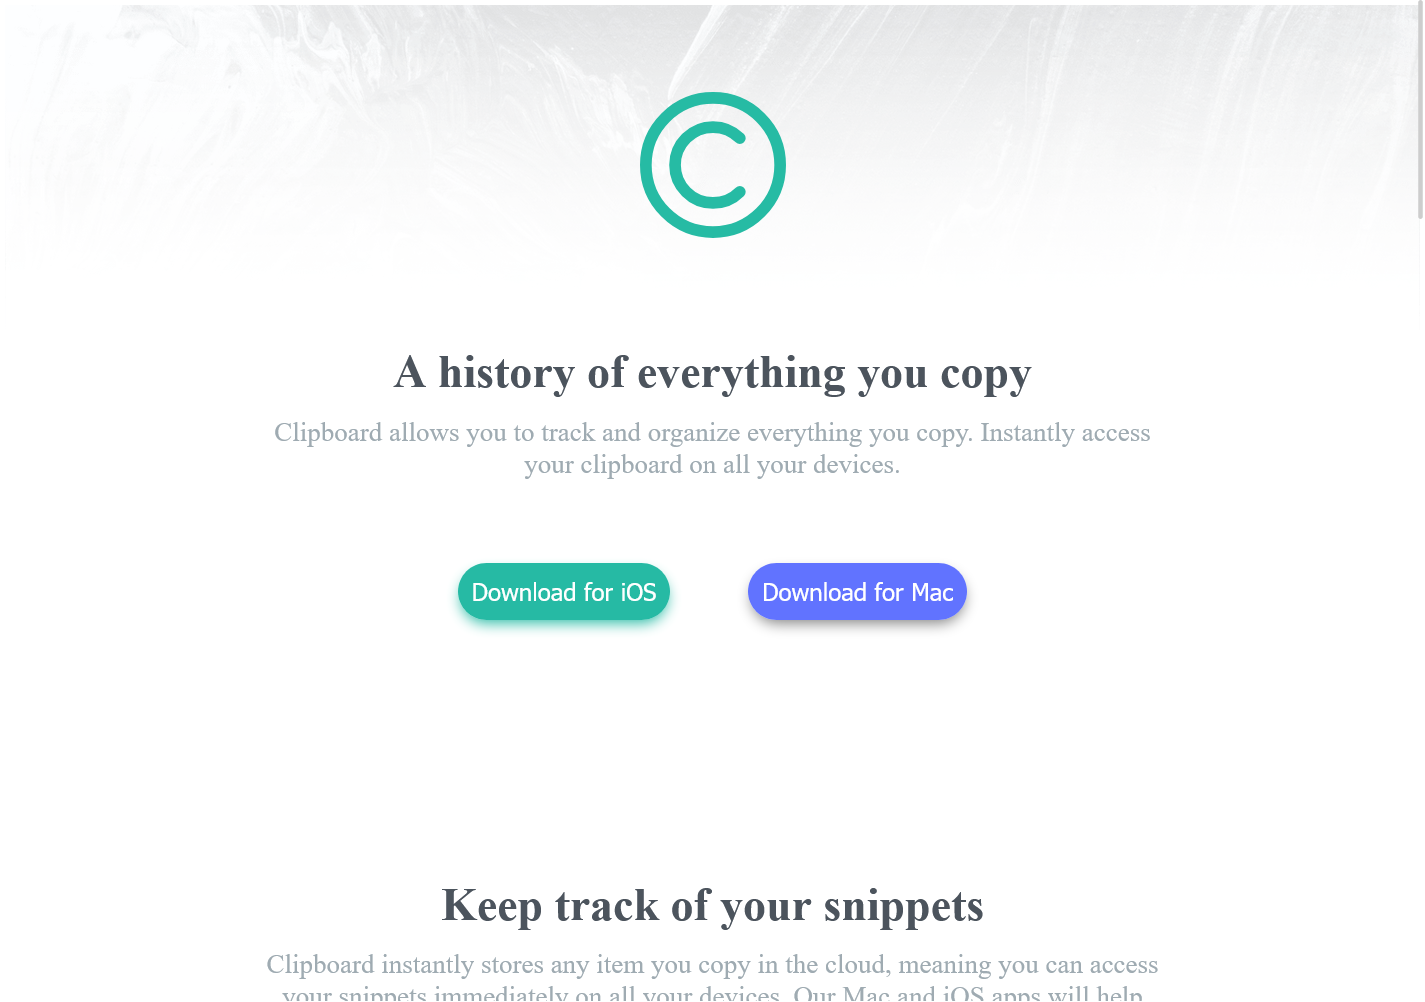 A history of everything you copy
Clipboard allows you to track and organize everything you copy. Instantly access
your clipboard on all your devices.
Download for iOS
Download for Mac
Keep track of your snippets
Clipboard instantly stores any item you copy in the cloud, meaning you can access
your snippets immediately on all your devices. Our Mac and iOS apps will help